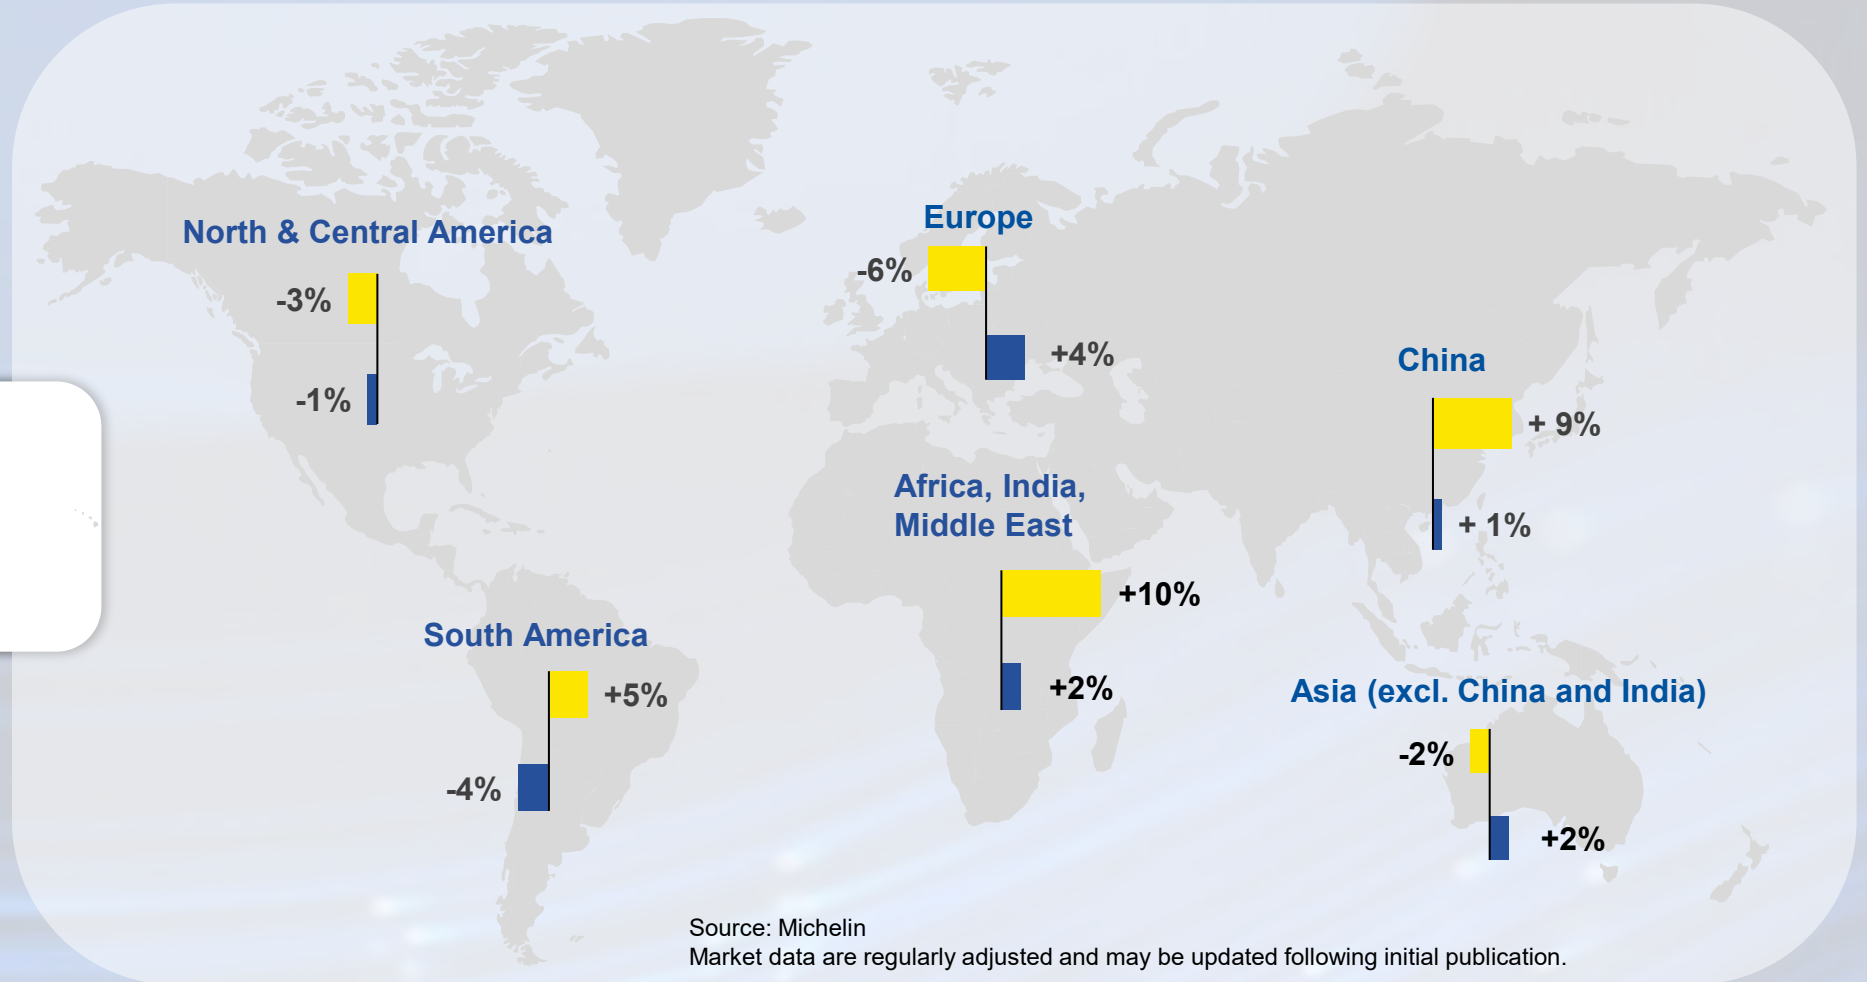 North & Central America
-3%
-1%
Europe
-6%
+4%
China
+ 9%
+ 1%
Africa, India,
Middle East
+10%
+2%
South America
+5%
-4%
Asia (excl. China and India)
-2%
+2%
Source: Michelin
Market data are regularly adjusted and may be updated following initial publication.